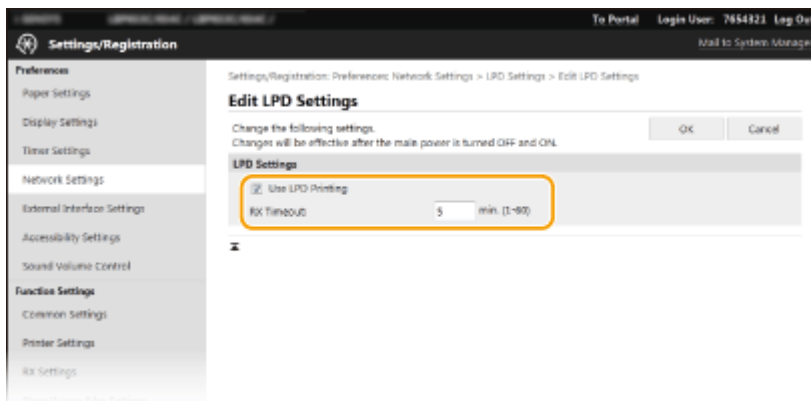 To Portal Login User: 7654321 Log Ou
Settings/Registration
Mail to System Manage
Preferences
Paper Settings
Display Settings
Timer Settings
Network Settings
External Interface Settings
Accessibility Settings
Sound Volume Control
Function Settings
Common Settings
Printer Settings
RX Settings
Settings/Registration: Preferences: Network Settings > LPD Settings > Edit LPD Settings
Edit LPD Settings
Change the following settings.
Changes will be effective after the main power is turned OFF and ON.
OK Cancel
LPD Settings
Use LPD Printing
RX Timeout: 5 min. (1-60)